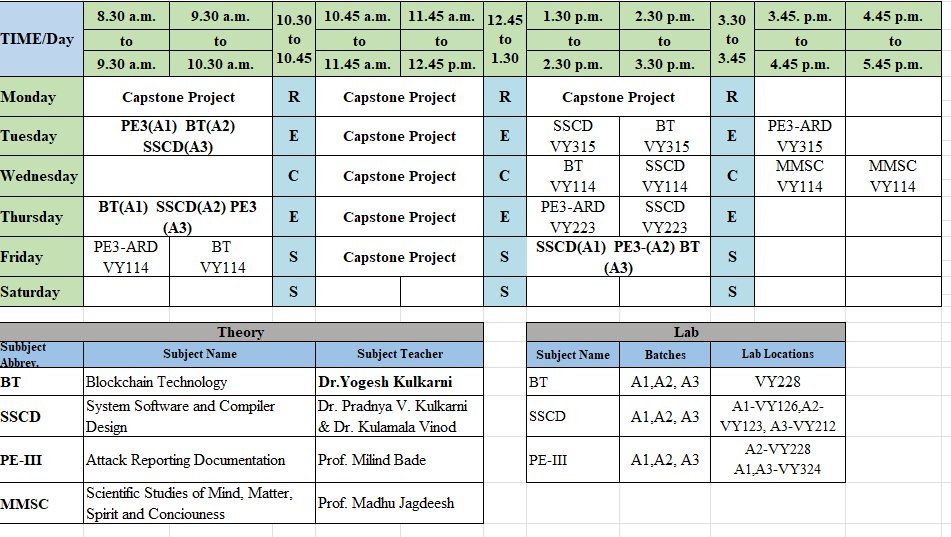 TIME/Day 8.30 a.m. to 9.30 a.m. 9.30 a.m. to 10.30 a.m. 10.30 to 10.45 10.45 a.m. to 11.45 a.m. 11.45 a.m. to 12.45 p.m. 12.45 to 1.30 1.30 p.m. to 2.30 p.m. 2.30 p.m. to 3.30 p.m. 3.30 to 3.45 3.45. p.m. to 4.45 p.m. 4.45 p.m. to 5.45 p.m.
Monday Capstone Project R Capstone Project R Capstone Project R
Tuesday PE3(A1) BT(A2) SSCD(A3) E Capstone Project E SSCD VY315 BT VY315 E PE3-ARD VY315
Wednesday C Capstone Project C BT VY114 SSCD VY114 C MMSC VY114 MMSC VY114
Thursday BT(A1) SSCD(A2) PE3 (A3) E Capstone Project E PE3-ARD VY223 SSCD VY223 E
Friday PE3-ARD VY114 BT VY114 S Capstone Project S SSCD(A1) PE3-(A2) BT (A3) S
Saturday S S S
Theory
Subbject Abbrev. Subject Name Subject Teacher
BT Blockchain Technology Dr.Yogesh Kulkarni
SSCD System Software and Compiler Design Dr. Pradnya V. Kulkarni & Dr. Kulamala Vinod
PE-III Attack Reporting Documentation Prof. Milind Bade
MMSC Scientific Studies of Mind, Matter, Spirit and Conciouness Prof. Madhu Jagdeesh
Lab
Subject Name Batches Lab Locations
BT A1,A2, A3 VY228
SSCD A1,A2, A3 A1-VY126,A2-VY123, A3-VY212
PE-III A1,A2, A3 A2-VY228 A1,A3-VY324